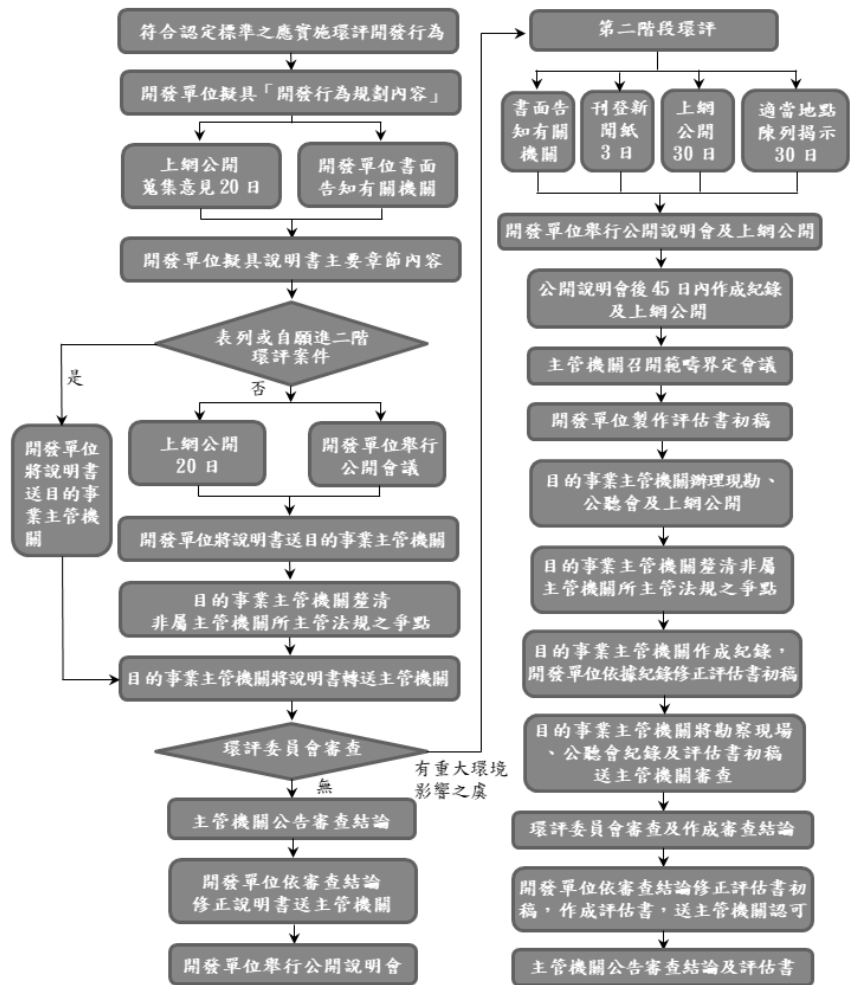 符合認定標準之應實施環評開發行為
開發單位擬具「開發行為規劃內容」
上網公開
蒐集意見 20 日
開發單位書面
告知有關機關
開發單位擬具說明書主要章節內容
表列或自願進二階
環評案件
是
否
開發單位
將說明書
送目的事
業主管機
關
上網公開
20 日
開發單位舉行
公開會議
開發單位將說明書送目的事業主管機關
目的事業主管機關釐清
非屬主管機關所主管法規之爭點
目的事業主管機關將說明書轉送主管機關
環評委員會審查
有重大環境
影響之虞
無
主管機關公告審查結論
開發單位依審查結論
修正說明書送主管機關
開發單位舉行公開說明會
第二階段環評
書面告
知有關
機關
刊登新
聞紙
3 日
上網
公開
30 日
適當地點
陳列揭示
30 日
開發單位舉行公開說明會及上網公開
公開說明會後 45 日內作成紀錄
及上網公開
主管機關召開範疇界定會議
開發單位製作評估書初稿
目的事業主管機關辦理現勘、
公聽會及上網公開
目的事業主管機關釐清非屬
主管機關所主管法規之爭點
目的事業主管機關作成紀錄，
開發單位依據紀錄修正評估書初稿
目的事業主管機關將勘察現場
、公聽會紀錄及評估書初稿
送主管機關審查
環評委員會審查及作成審查結論
開發單位依審查結論修正評估書初
稿，作成評估書，送主管機關認可
主管機關公告審查結論及評估書